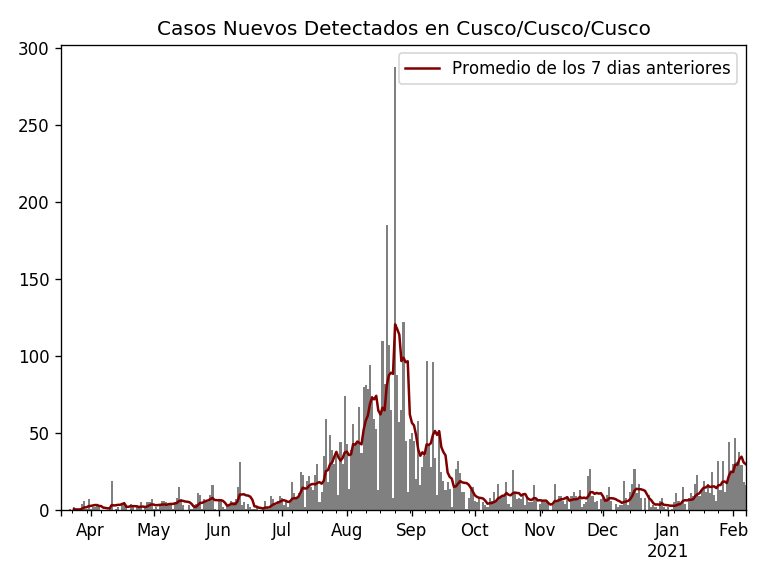 Casos Nuevos Detectados en Cusco/Cusco/Cusco
Promedio de los 7 dias anteriores
300
250
200
150
100
50
0
Apr May Jun Jul Aug Sep Oct Nov Dec Jan Feb
2021